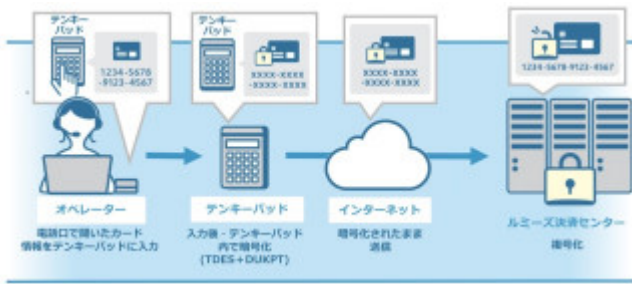 テンキー
パッド
1234-5678
-9123-4567
テンキー
パッド
XXXX-XXXX
-XXXX-XXXX
XXXX-XXXX
-XXXX-XXXX
1234-5678-9123-4567
オペレーター
電話口で聞いたカード
情報をテンキーパッドに入力
テンキーパッド
入力後・テンキーパッド
内で暗号化
(TDES+DUKPT)
インターネット
暗号化されたまま
送信
ルミーズ決済センター
復号化